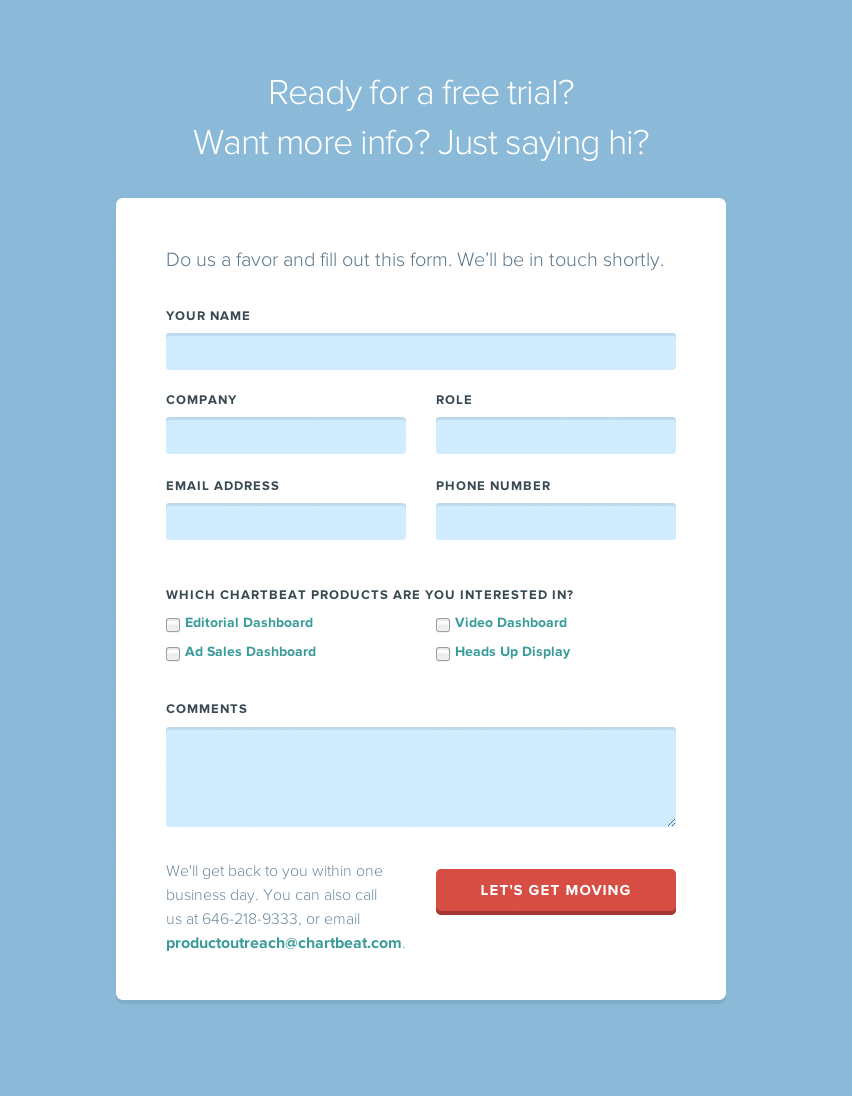 Ready for a free trial?
Want more info? Just saying hi?
Do us a favor and fill out this form. We’ll be in touch shortly.
YOUR NAME
COMPANY
ROLE
EMAIL ADDRESS
PHONE NUMBER
WHICH CHARTBEAT PRODUCTS ARE YOU INTERESTED IN?
Editorial Dashboard
Video Dashboard
Ad Sales Dashboard
Heads Up Display
COMMENTS
We'll get back to you within one
business day. You can also call
us at 646-218-9333, or email
productoutreach@chartbeat.com.
LET'S GET MOVING